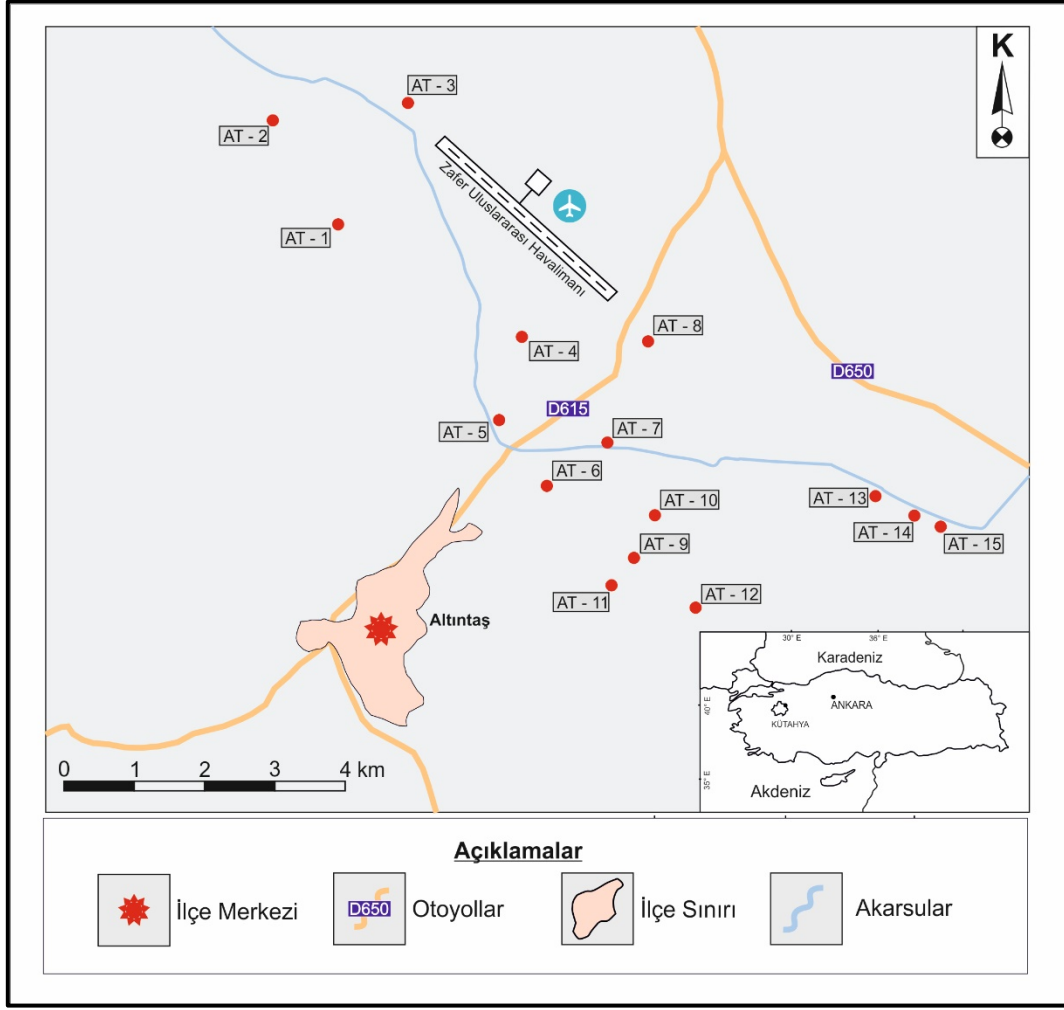 K
AT - 3
AT - 2
AT - 1
Zafer Uluslararası Havalimanı
AT - 8
AT - 4
D650
D615
AT - 5
AT - 7
AT - 6
AT - 13
AT - 10
AT - 14
AT - 15
AT - 9
AT - 11
AT - 12
Altıntaş
0 1 2 3 4 km
30° E
36° E
Karadeniz
40° E
ANKARA
KÜTAHYA
35° E
Akdeniz
Açıklamalar
İlçe Merkezi
D650
Otoyollar
İlçe Sınırı
Akarsular